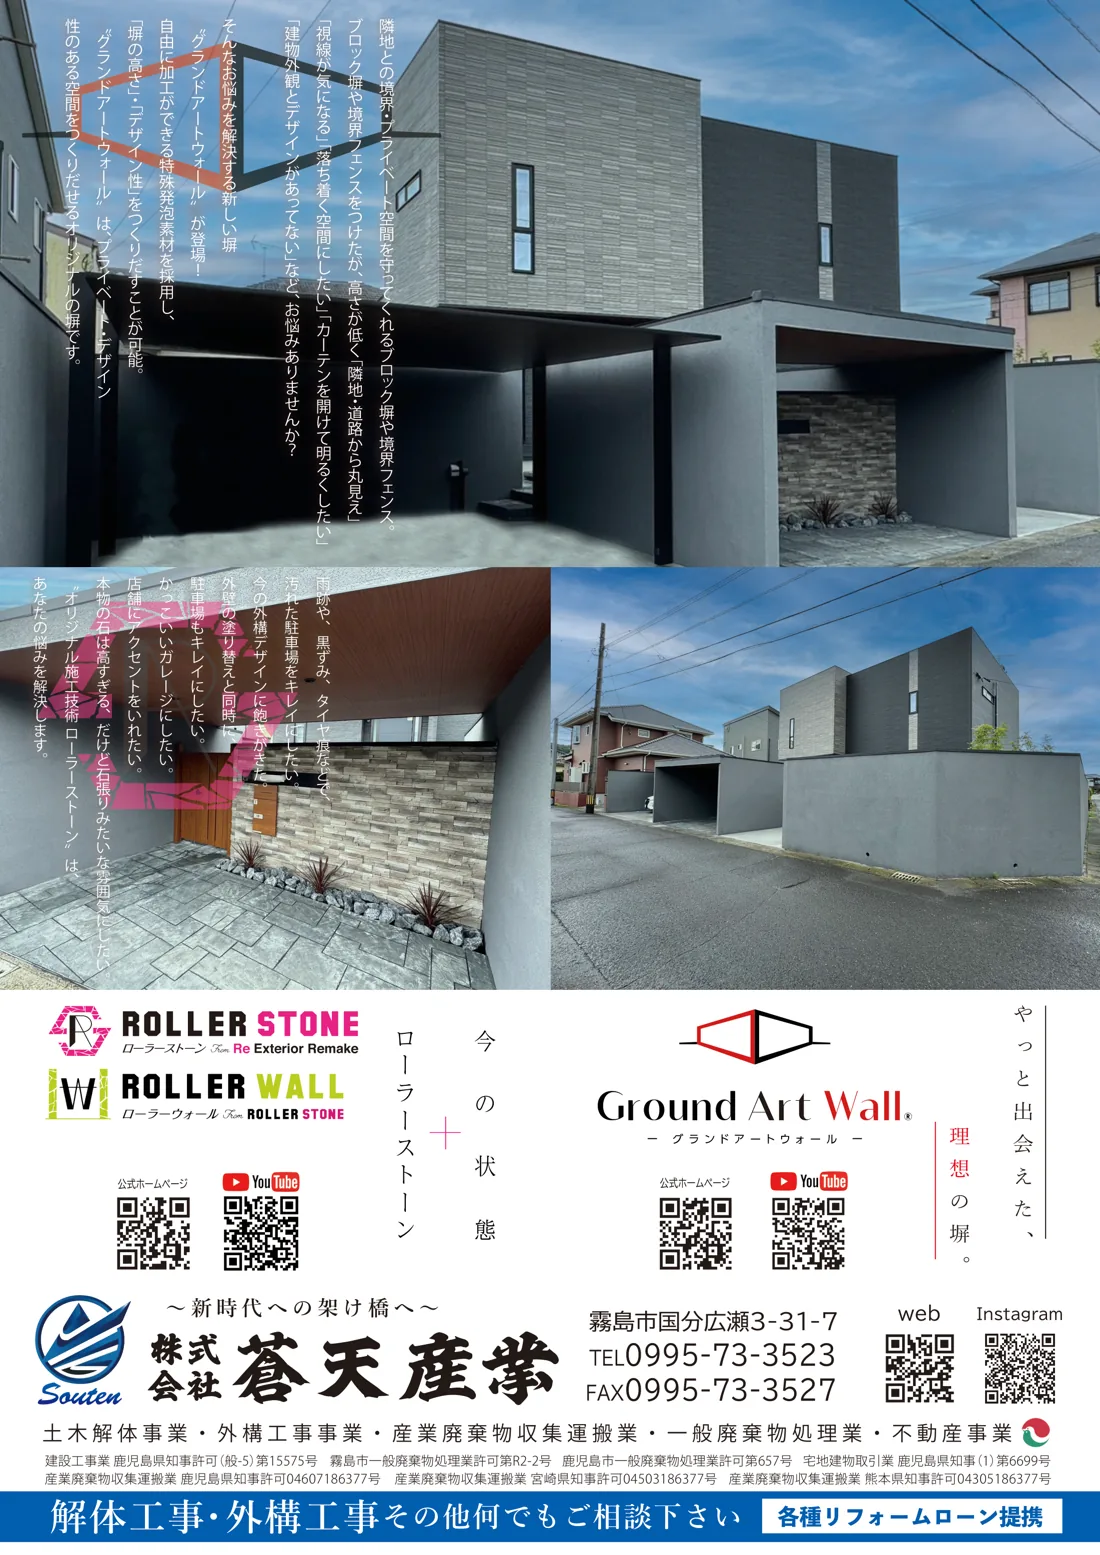 隣地との境界・プライベート空間を守ってくれるブロック塀や境界フェンス。
ブロック塀や境界フェンスをつけたが、高さが低く「隣地・道路から丸見え」
「視線が気になる」「落ち着く空間にしたい」「カーテンを開けて明るくしたい」
「建物外観とデザインがあってない」など、お悩みありませんか？
そんなお悩みを解決する新しい塀
“グランドアートウォール”が登場！
自由に加工ができる特殊発泡素材を採用し、
「塀の高さ」・「デザイン性」をつくりだすことが可能。
“グランドアートウォール”は、プライベート・デザイン
性のある空間をつくりだせるオリジナルの塀です。
雨跡や、黒ずみ、タイヤ痕などで、
汚れた駐車場をキレイにしたい。
今の外構デザインに飽きがきた。
外壁の塗り替えと同時に、
駐車場もキレイにしたい。
かっこいいガレージにしたい。
店舗にアクセントをいれたい。
本物の石は高すぎる、だけど石張りみたいな雰囲気にしたい
“オリジナル施工技術 ローラーストーン”は、
あなたの悩みを解決します。
ROLLER STONE
ローラーストーン From Re Exterior Remake
ROLLER WALL
ローラーウォール From ROLLER STONE
公式ホームページ
YouTube
今の状態
＋
ローラーストーン
Ground Art Wall®
ー グランドアートウォール ー
公式ホームページ
YouTube
やっと出会えた、
理想の塀。
Souten
～新時代への架け橋へ～
株式会社 蒼天産業
霧島市国分広瀬3-31-7
TEL0995-73-3523
FAX0995-73-3527
web
Instagram
土木解体事業・外構工事事業・産業廃棄物収集運搬業・一般廃棄物処理業・不動産事業
建設工事業 鹿児島県知事許可（般-5）第15575号 霧島市一般廃棄物処理業許可第R2-2号 鹿児島市一般廃棄物処理業許可第657号 宅地建物取引業 鹿児島県知事（1）第6699号
産業廃棄物収集運搬業 鹿児島県知事許可04607186377号 産業廃棄物収集運搬業 宮崎県知事許可04503186377号 産業廃棄物収集運搬業 熊本県知事許可04305186377号
解体工事・外構工事その他何でもご相談下さい
各種リフォームローン提携